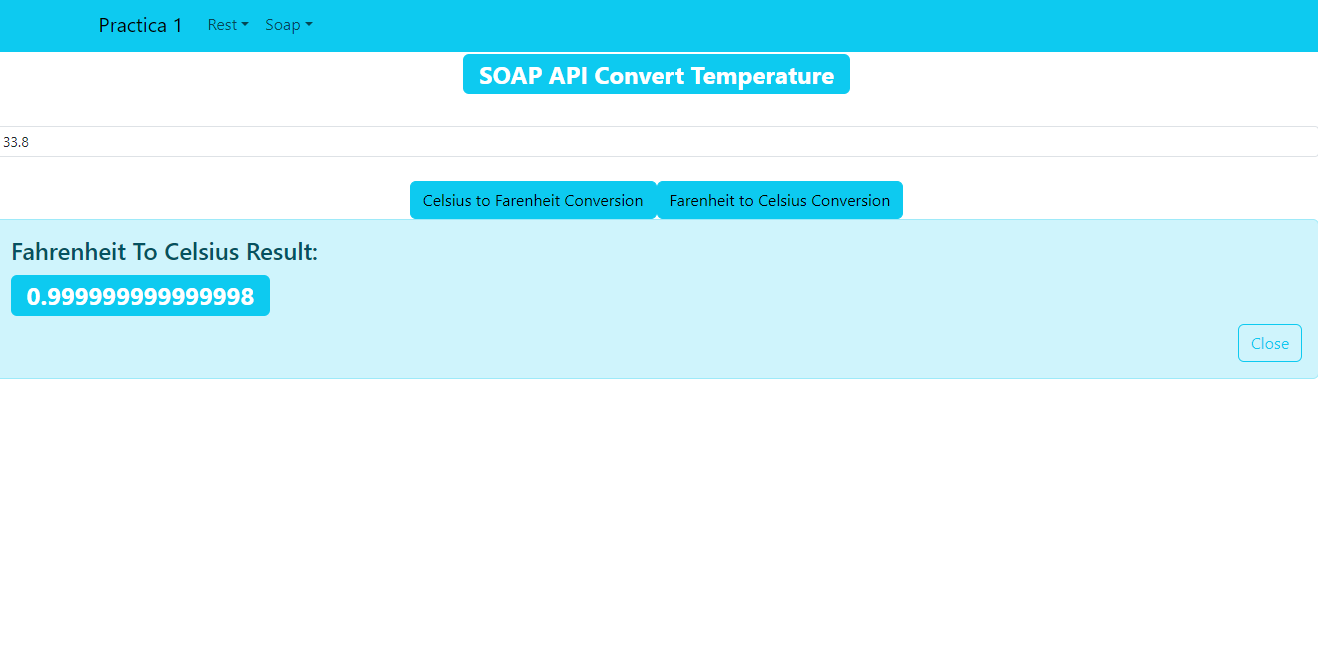 Practica 1 Rest Soap
SOAP API Convert Temperature
33.8
Celsius to Farenheit Conversion Farenheit to Celsius Conversion
Fahrenheit To Celsius Result:
0.999999999999998
Close